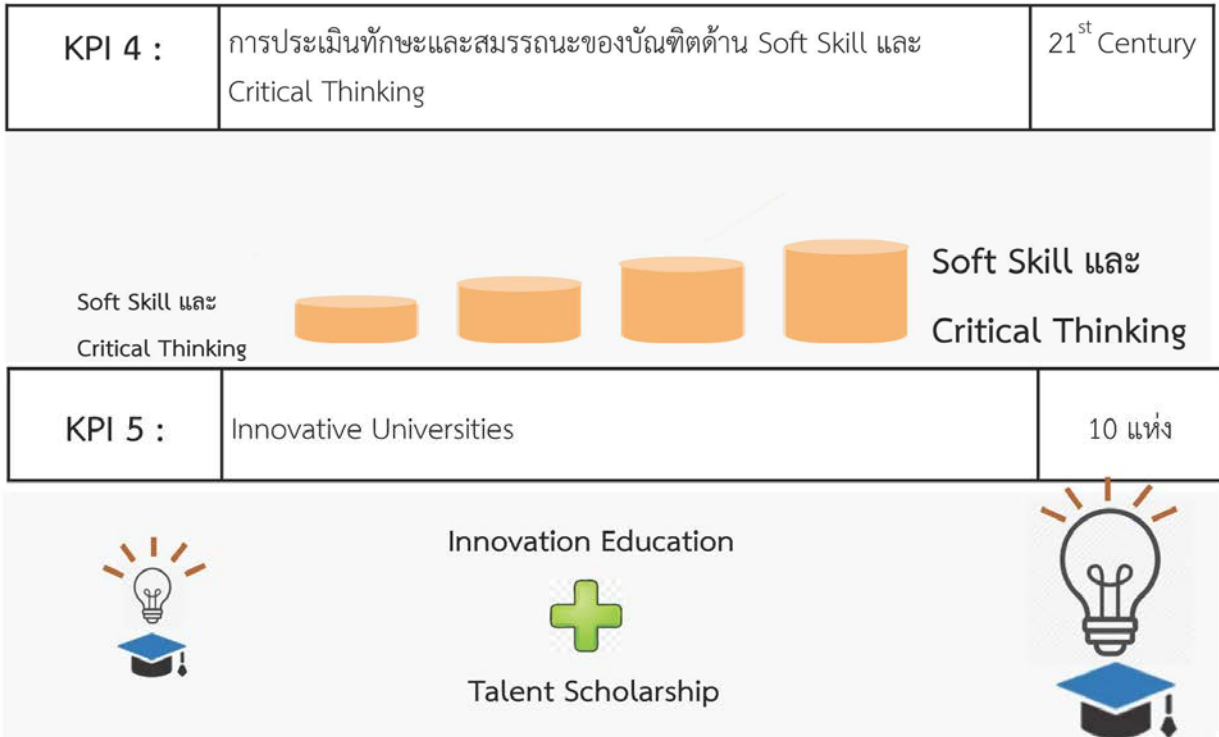 KPI 4 :
การประเมินทักษะและสมรรถนะของบัณฑิตด้าน Soft Skill และ
Critical Thinking
21st Century
Soft Skill และ
Critical Thinking
Soft Skill และ
Critical Thinking
KPI 5 :
Innovative Universities
10 แห่ง
Innovation Education
Talent Scholarship